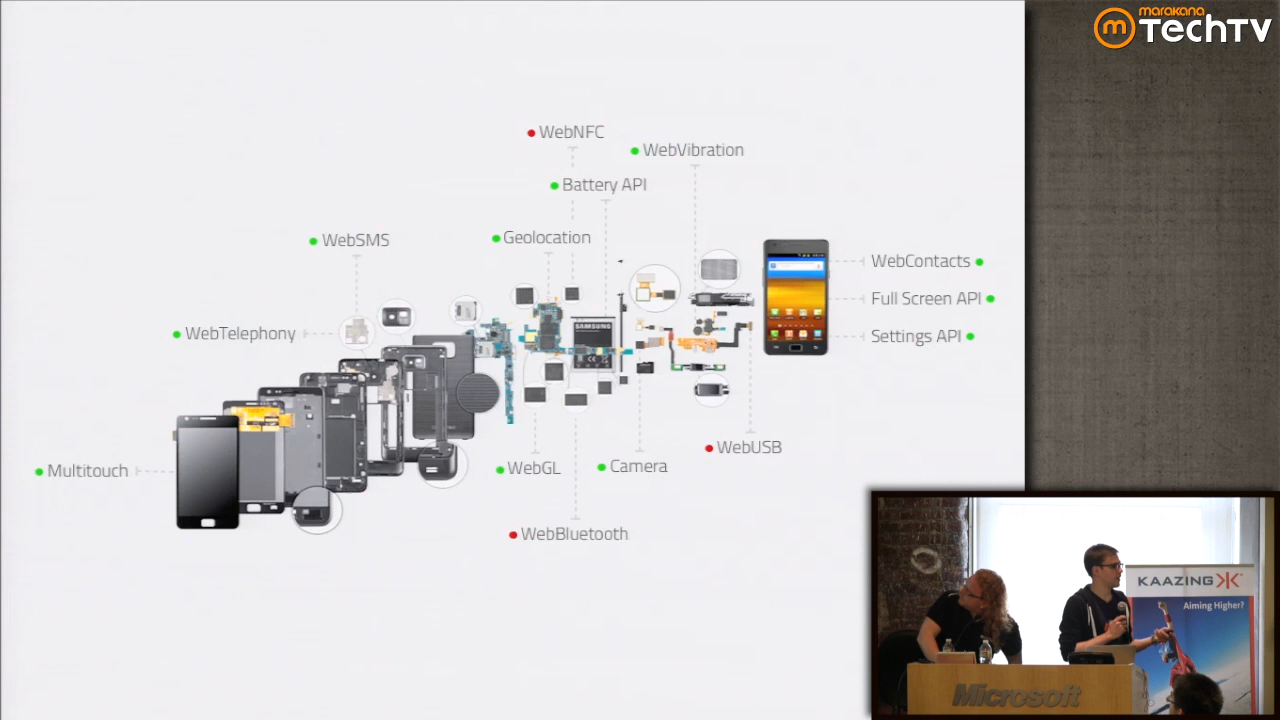 marakana
m TechTV
WebNFC
WebVibration
Battery API
WebSMS
Geolocation
WebContacts
Full Screen API
WebTelephony
Settings API
SAMSUNG
WebUSB
Multitouch
WebGL
Camera
WebBluetooth
KAAZING
Aiming Higher?
Microsoft